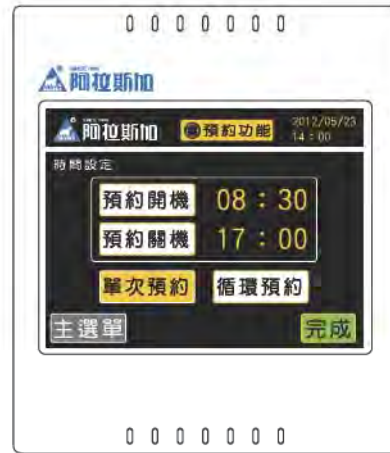 阿拉斯加
阿拉斯加 預約功能 2012/05/23
14:00
時間設定
預約開機 08:30
預約關機 17:00
單次預約 循環預約
主選單 完成